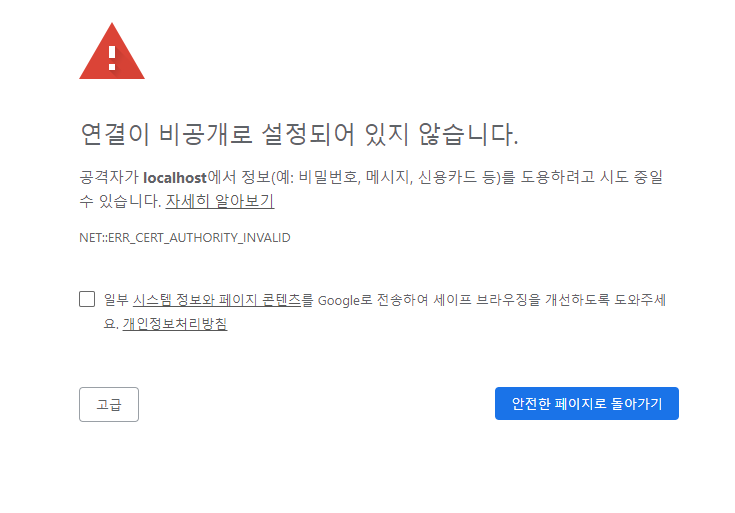 연결이 비공개로 설정되어 있지 않습니다.
공격자가 localhost에서 정보(예: 비밀번호, 메시지, 신용카드 등)를 도용하려고 시도 중일
수 있습니다. 자세히 알아보기
NET::ERR_CERT_AUTHORITY_INVALID
일부 시스템 정보와 페이지 콘텐츠를 Google로 전송하여 세이프 브라우징을 개선하도록 도와주세
요. 개인정보처리방침
고급
안전한 페이지로 돌아가기